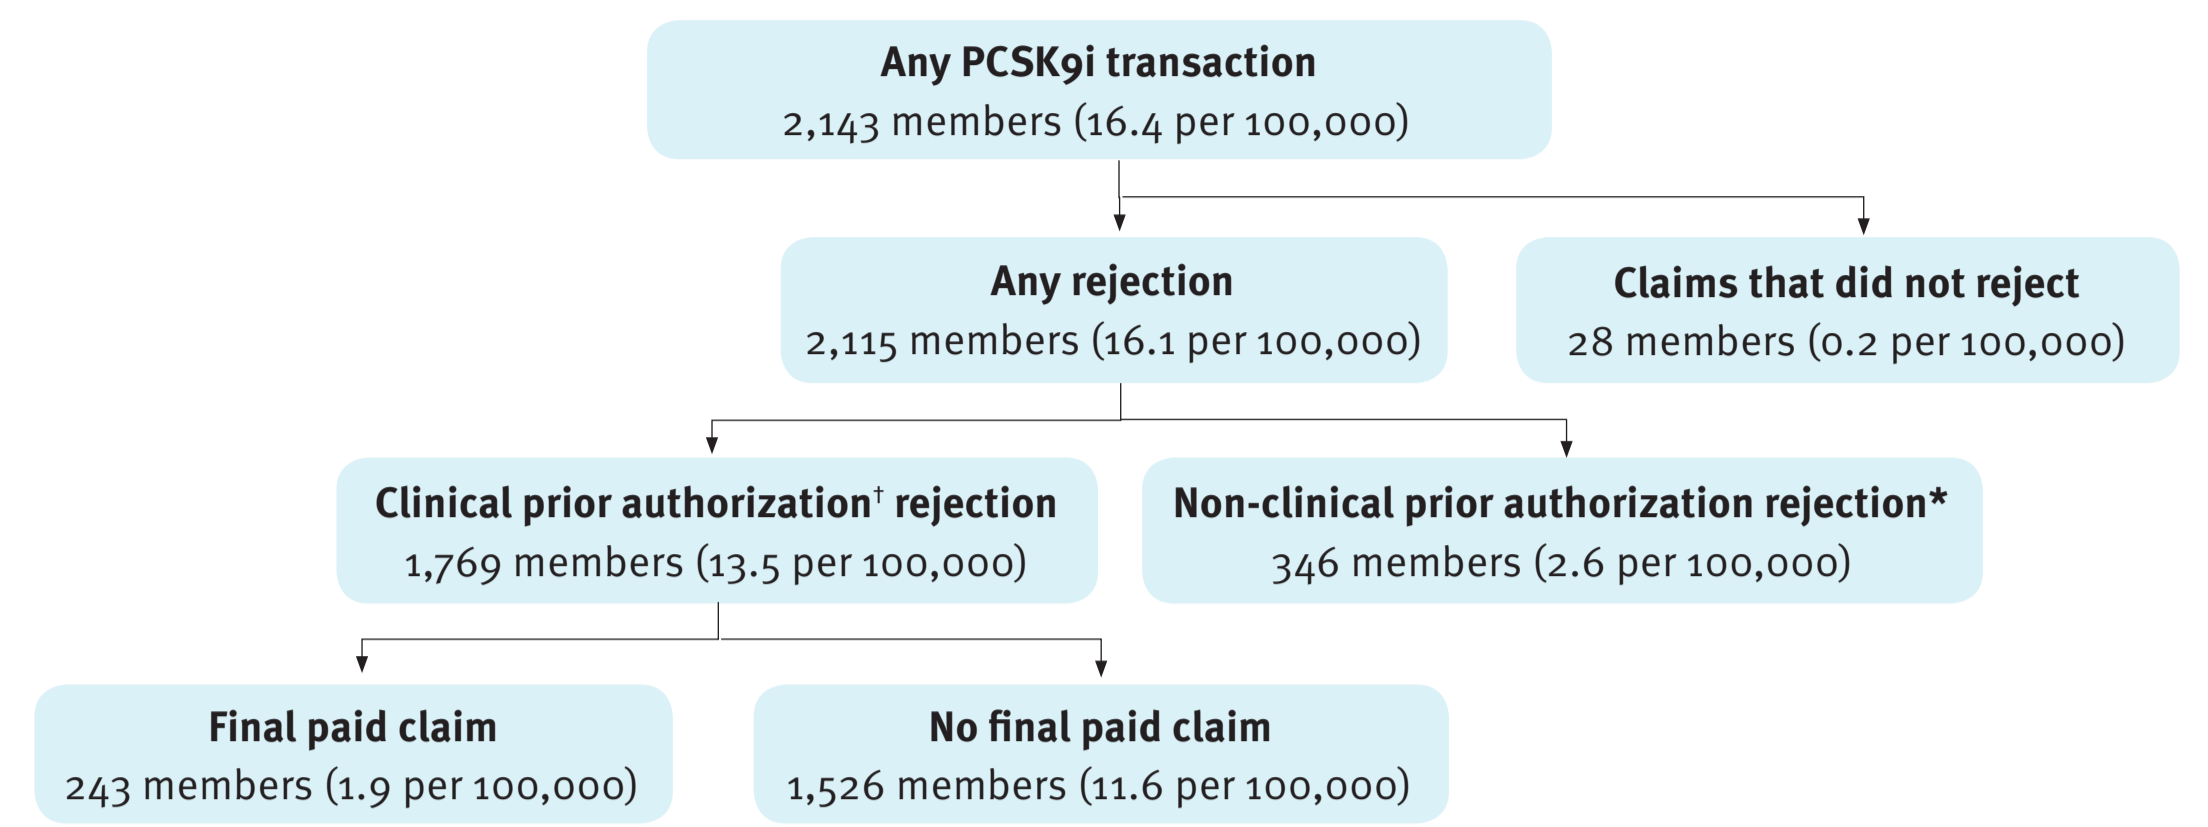 Any PCSK9i transaction
2,143 members (16.4 per 100,000)
Any rejection
2,115 members (16.1 per 100,000)
Claims that did not reject
28 members (0.2 per 100,000)
Clinical prior authorization† rejection
1,769 members (13.5 per 100,000)
Non-clinical prior authorization rejection*
346 members (2.6 per 100,000)
Final paid claim
243 members (1.9 per 100,000)
No final paid claim
1,526 members (11.6 per 100,000)